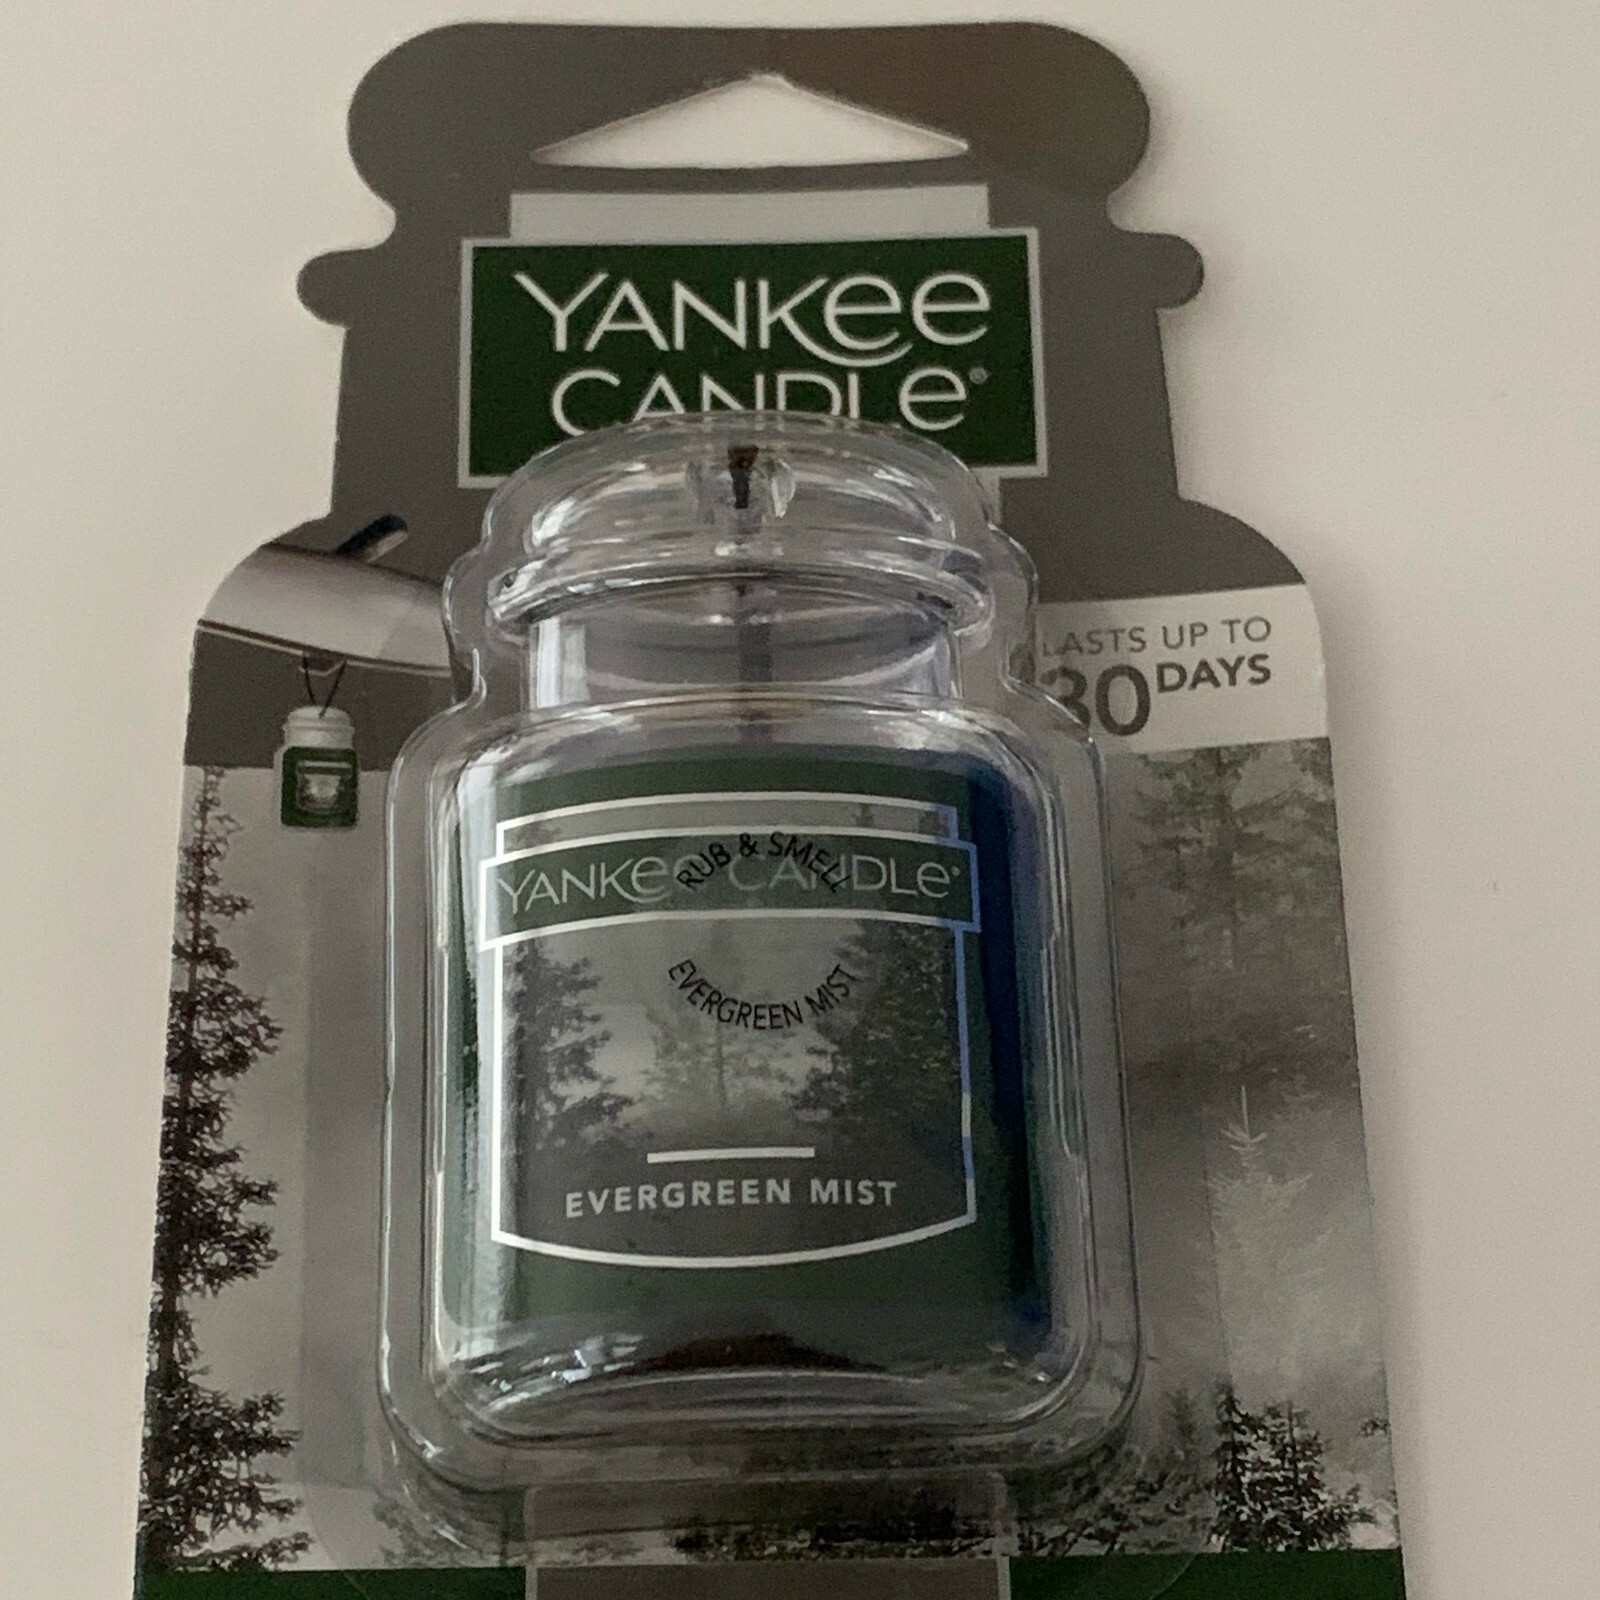 YANKEE
CANDLE®
LASTS UP TO
30 DAYS
RUB & SMELL
YANKEE CANDLE®
EVERGREEN MIST
EVERGREEN MIST